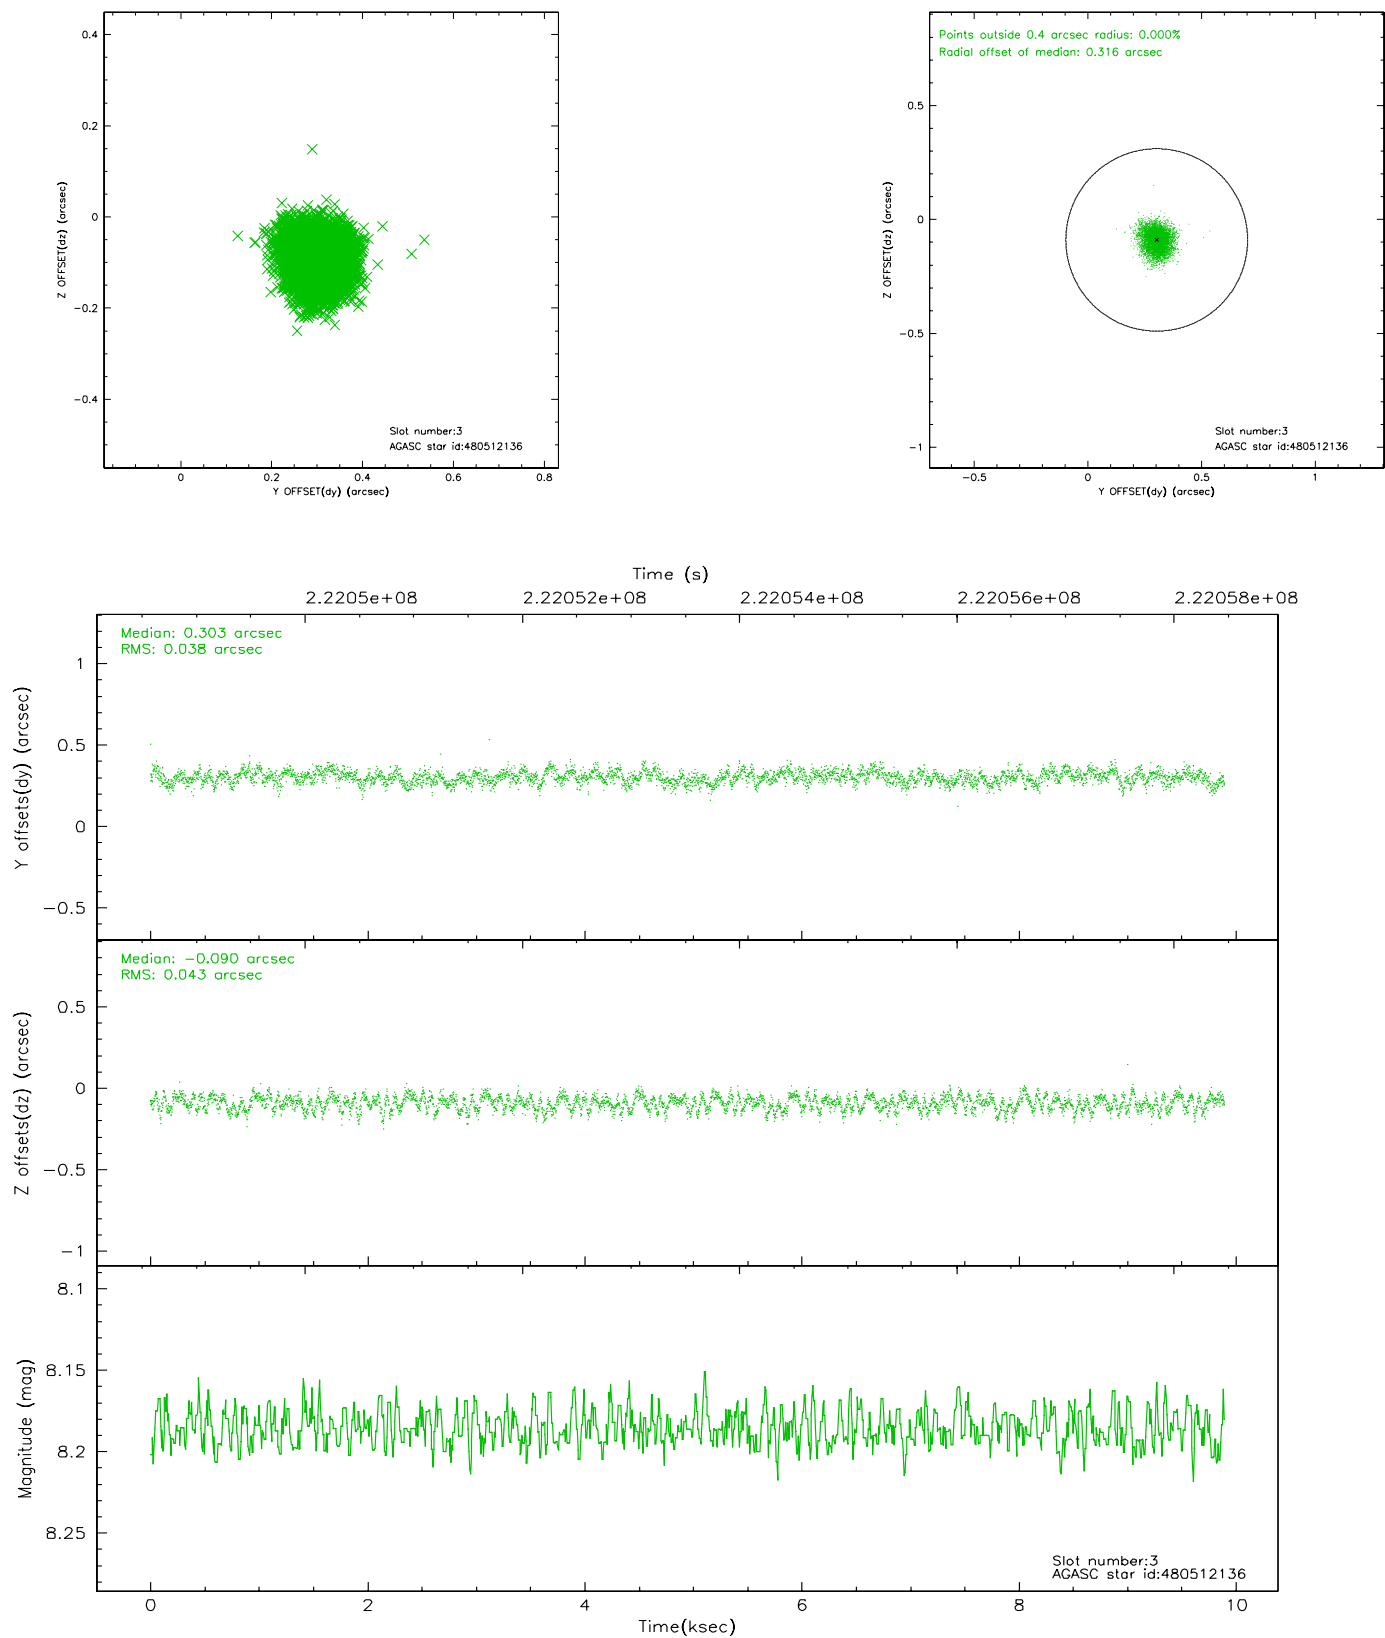 0.4
0.2
0
−0.2
−0.4
Z OFFSET(dz) (arcsec)
Slot number:3
AGASC star id:480512136
0 0.2 0.4 0.6 0.8
Y OFFSET(dy) (arcsec)
Points outside 0.4 arcsec radius: 0.000%
Radial offset of median: 0.316 arcsec
0.5
0
−0.5
−1
Z OFFSET(dz) (arcsec)
Slot number:3
AGASC star id:480512136
−0.5 0 0.5 1
Y OFFSET(dy) (arcsec)
Time (s)
2.2205e+08 2.22052e+08 2.22054e+08 2.22056e+08 2.22058e+08
Median: 0.303 arcsec
RMS: 0.038 arcsec
1
0.5
0
−0.5
Y offsets(dy) (arcsec)
Median: −0.090 arcsec
RMS: 0.043 arcsec
0.5
0
−0.5
−1
Z offsets(dz) (arcsec)
8.1
8.15
8.2
8.25
Magnitude (mag)
Slot number:3
AGASC star id:480512136
0 2 4 6 8 10
Time(ksec)